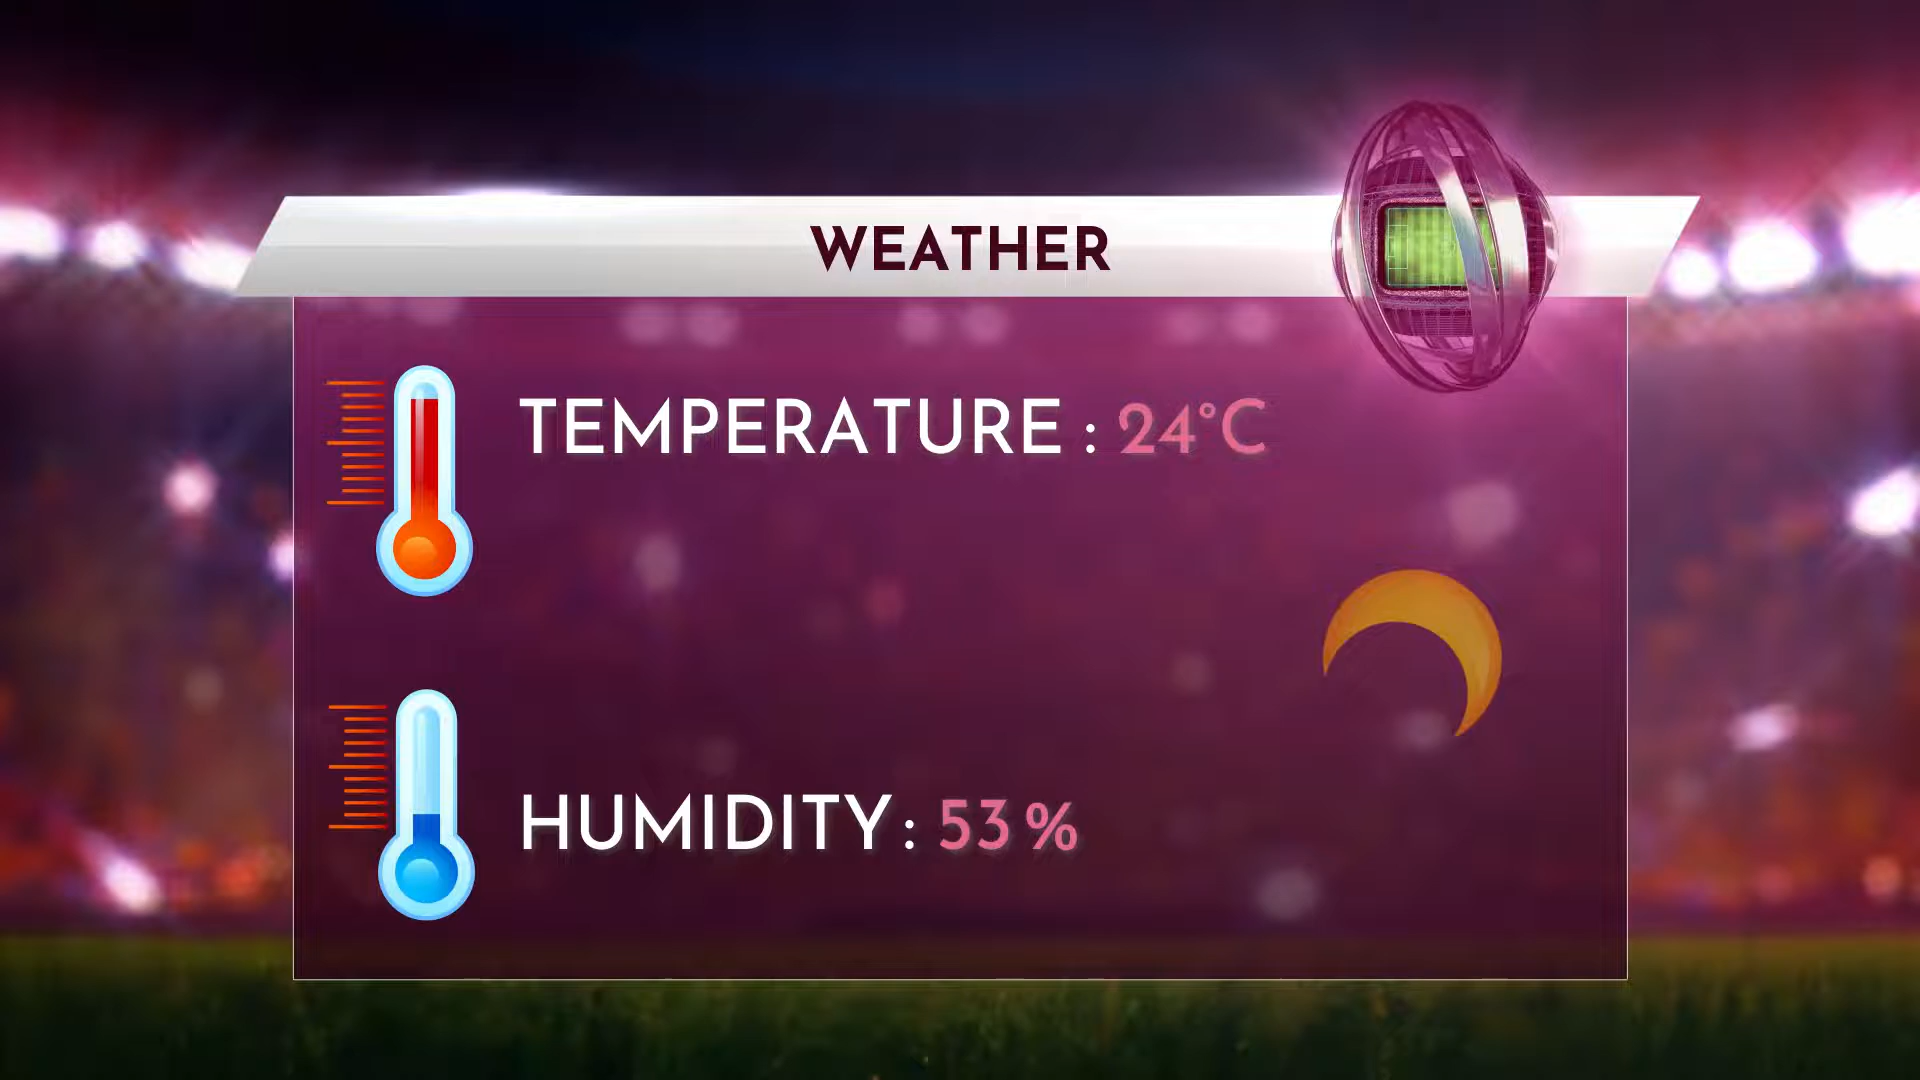 WEATHER
TEMPERATURE : 24°C
HUMIDITY : 53 %